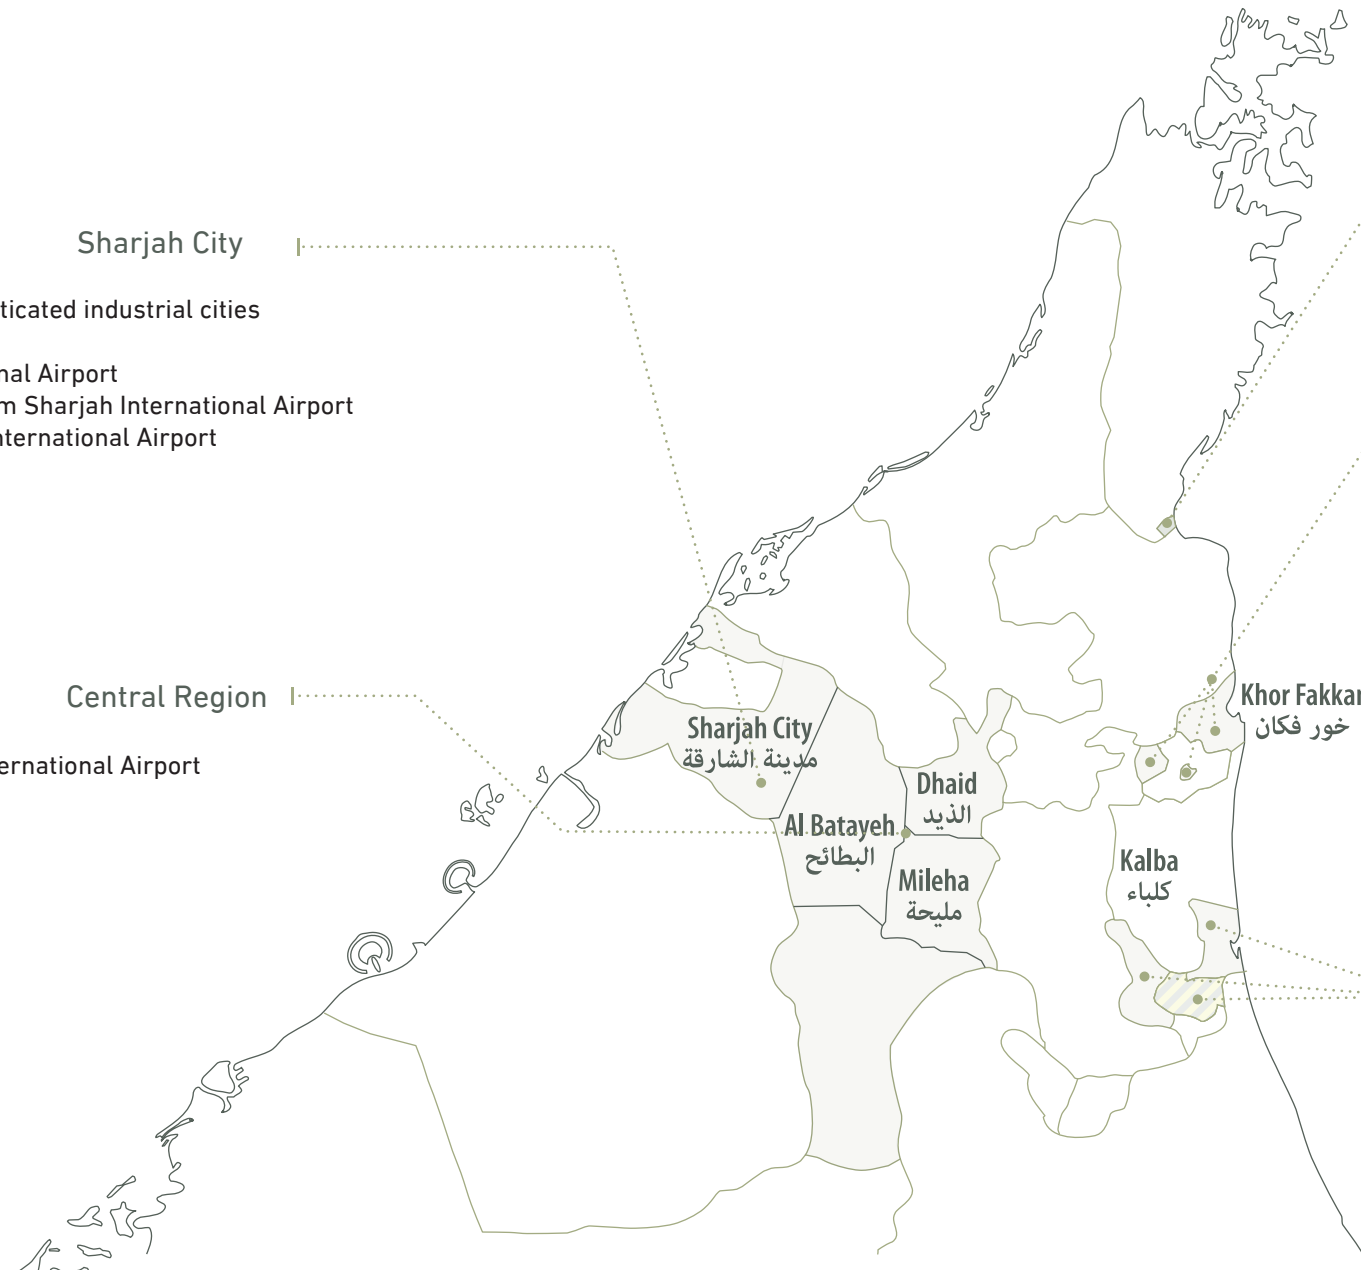 Sharjah City
ticated industrial cities
nal Airport
m Sharjah International Airport
nternational Airport
Central Region
ernational Airport
Sharjah City
مدينة الشارقة
Al Batayeh
البطائح
Dhaid
الذيد
Mileha
مليحة
Khor Fakkan
خور فكان
Kalba
كلباء